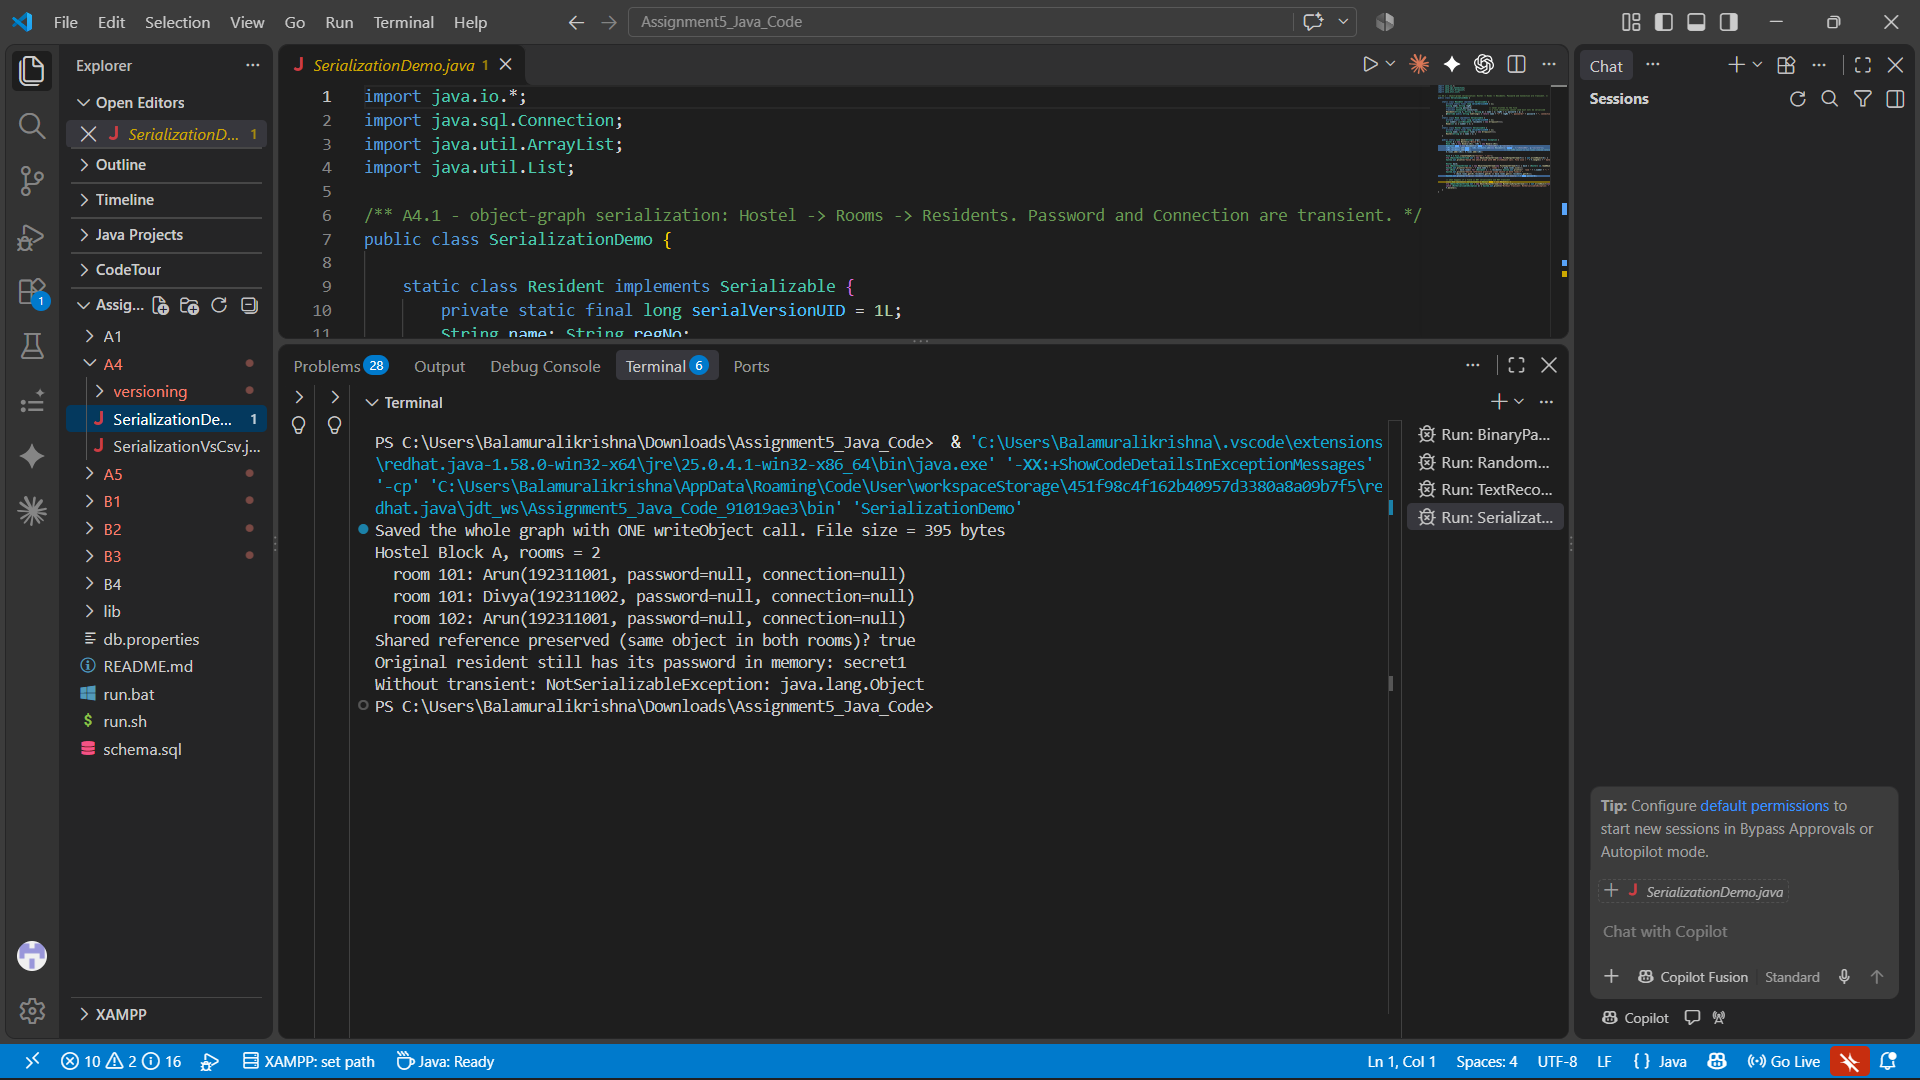 File Edit Selection View Go Run Terminal Help
Assignment5_Java_Code
Explorer
Open Editors
SerializationD... 1
Outline
Timeline
Java Projects
CodeTour
Assig...
A1
A4
versioning
SerializationDe... 1
SerializationVsCsv.j...
A5
B1
B2
B3
B4
lib
db.properties
README.md
run.bat
run.sh
schema.sql
XAMPP
1
SerializationDemo.java 1
1 import java.io.*;
2 import java.sql.Connection;
3 import java.util.ArrayList;
4 import java.util.List;
5
6 /** A4.1 - object-graph serialization: Hostel -> Rooms -> Residents. Password and Connection are transient. */
7 public class SerializationDemo {
8
9 static class Resident implements Serializable {
10 private static final long serialVersionUID = 1L;
11 String name; String regNo;
Problems 28 Output Debug Console Terminal 6 Ports
Terminal
PS C:\Users\Balamuralikrishna\Downloads\Assignment5_Java_Code> & 'C:\Users\Balamuralikrishna\.vscode\extensions
\redhat.java-1.58.0-win32-x64\jre\25.0.4.1-win32-x86_64\bin\java.exe' '-XX:+ShowCodeDetailsInExceptionMessages'
'-cp' 'C:\Users\Balamuralikrishna\AppData\Roaming\Code\User\workspaceStorage\451f98c4f162b40957d3380a8a09b7f5\re
dhat.java\jdt_ws\Assignment5_Java_Code_91019ae3\bin' 'SerializationDemo'
Saved the whole graph with ONE writeObject call. File size = 395 bytes
Hostel Block A, rooms = 2
room 101: Arun(192311001, password=null, connection=null)
room 101: Divya(192311002, password=null, connection=null)
room 102: Arun(192311001, password=null, connection=null)
Shared reference preserved (same object in both rooms)? true
Original resident still has its password in memory: secret1
Without transient: NotSerializableException: java.lang.Object
PS C:\Users\Balamuralikrishna\Downloads\Assignment5_Java_Code>
Run: BinaryPa...
Run: Random...
Run: TextReco...
Run: Serializat...
Chat
Sessions
Tip: Configure default permissions to
start new sessions in Bypass Approvals or
Autopilot mode.
SerializationDemo.java
Chat with Copilot
Copilot Fusion Standard
Copilot
10 2 16 XAMPP: set path Java: Ready
Ln 1, Col 1 Spaces: 4 UTF-8 LF { } Java Go Live